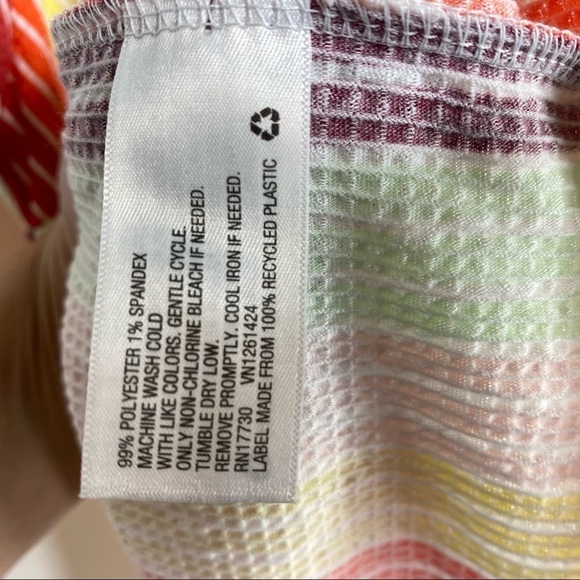 99% POLYESTER 1% SPANDEX
MACHINE WASH COLD
WITH LIKE COLORS. GENTLE CYCLE.
ONLY NON-CHLORINE BLEACH IF NEEDED.
TUMBLE DRY LOW.
REMOVE PROMPTLY. COOL IRON IF NEEDED.
RN17730 VN1261424
LABEL MADE FROM 100% RECYCLED PLASTIC